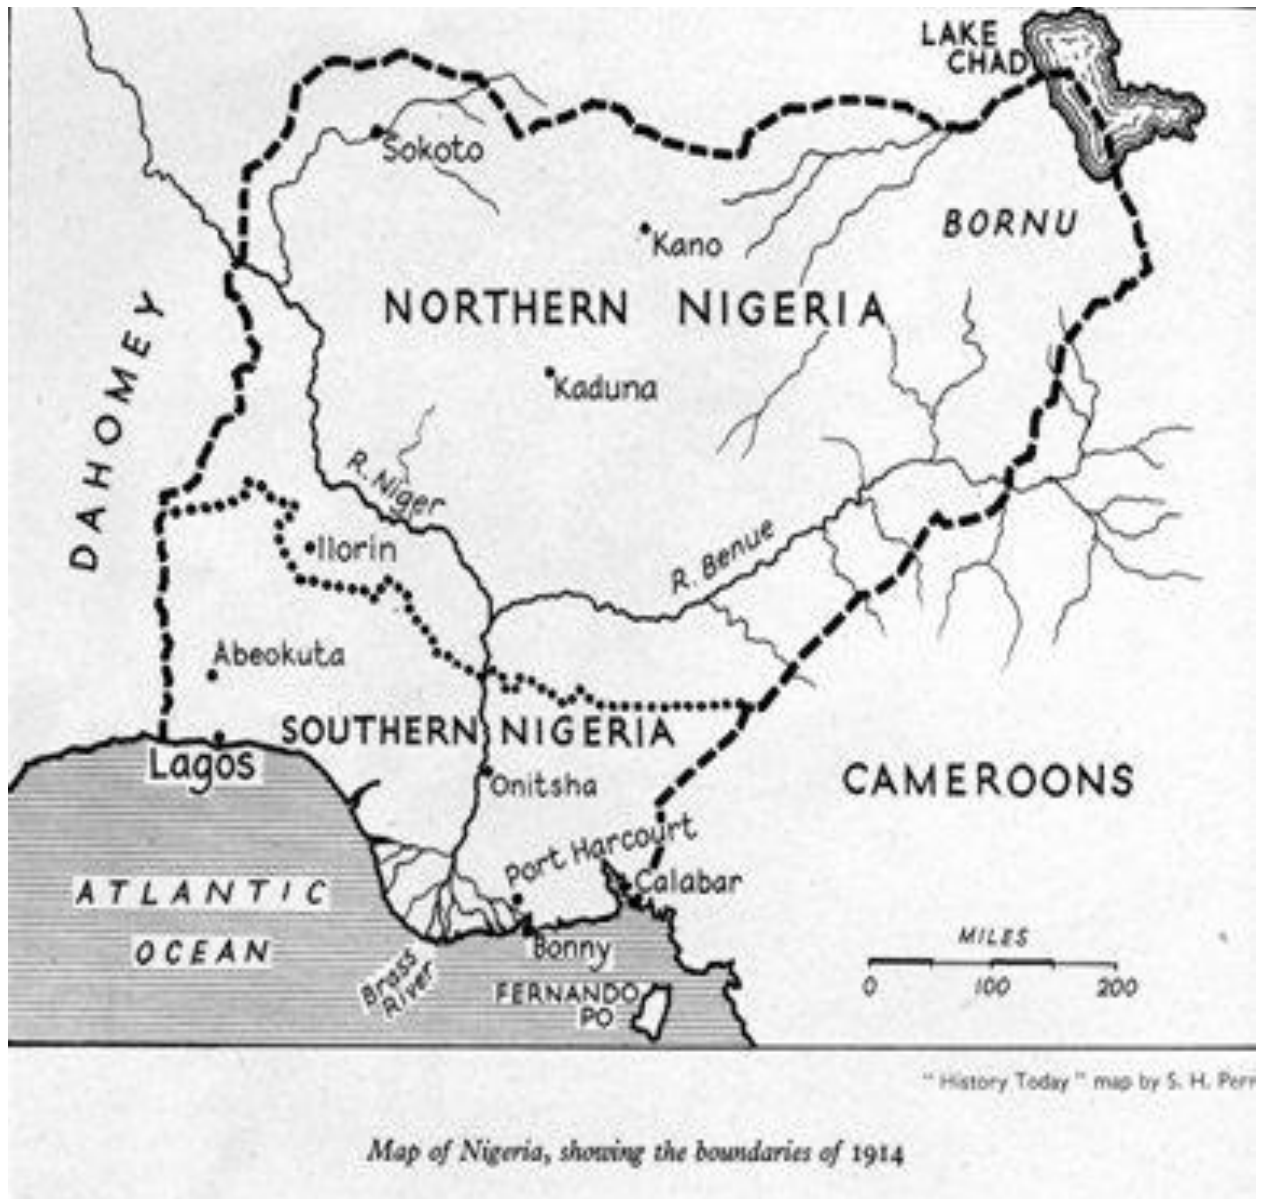 LAKE
CHAD
Sokoto
BORNU
Kano
NORTHERN NIGERIA
DAHOMEY
Kaduna
R. Niger
Ilorin
R. Benue
Abeokuta
SOUTHERN NIGERIA
Lagos
Onitsha
CAMEROONS
Port Harcourt
Calabar
ATLANTIC
OCEAN
Bonny
Brass
River
FERNANDO
PO
MILES
0 100 200
"History Today" map by S. H. Perr
Map of Nigeria, showing the boundaries of 1914